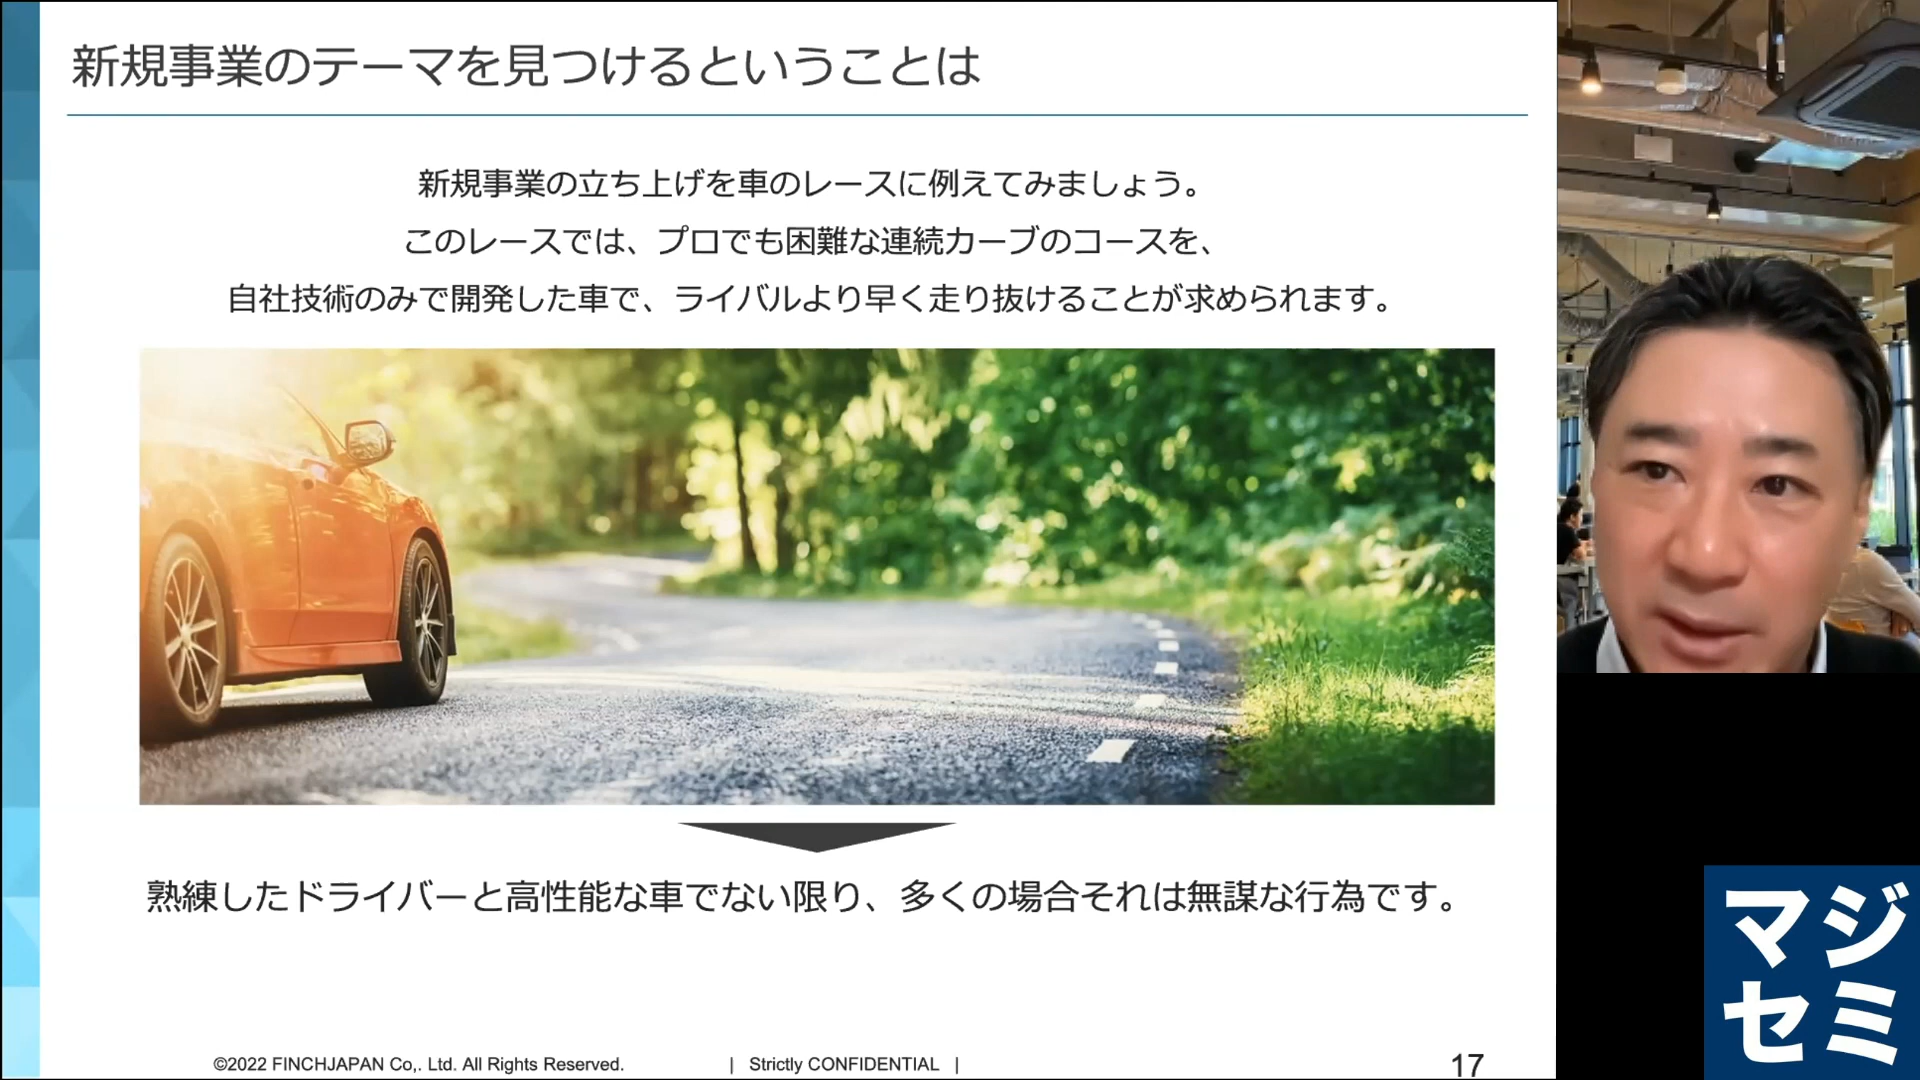 新規事業のテーマを見つけるということは
新規事業の立ち上げを車のレースに例えてみましょう。
このレースでは、プロでも困難な連続カーブのコースを、
自社技術のみで開発した車で、ライバルより早く走り抜けることが求められます。
熟練したドライバーと高性能な車でない限り、多くの場合それは無謀な行為です。
©2022 FINCHJAPAN Co,. Ltd. All Rights Reserved. | Strictly CONFIDENTIAL |
17
マジ
セミ